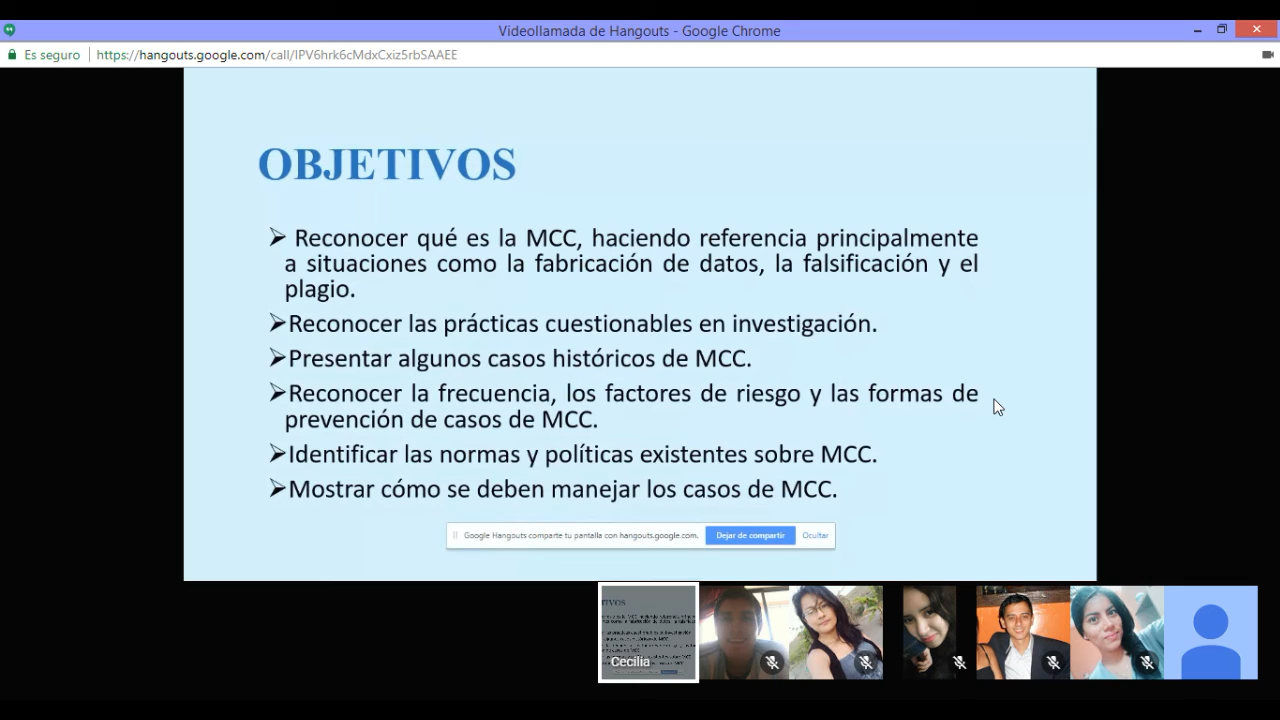 Videollamada de Hangouts - Google Chrome
Es seguro https://hangouts.google.com/call/IPV6hrk6cMdxCxiz5rbSAAEE
OBJETIVOS
➢ Reconocer qué es la MCC, haciendo referencia principalmente
a situaciones como la fabricación de datos, la falsificación y el
plagio.
➢Reconocer las prácticas cuestionables en investigación.
➢Presentar algunos casos históricos de MCC.
➢Reconocer la frecuencia, los factores de riesgo y las formas de
prevención de casos de MCC.
➢Identificar las normas y políticas existentes sobre MCC.
➢Mostrar cómo se deben manejar los casos de MCC.
Google Hangouts comparte tu pantalla con hangouts.google.com. Dejar de compartir Ocultar
Cecilia